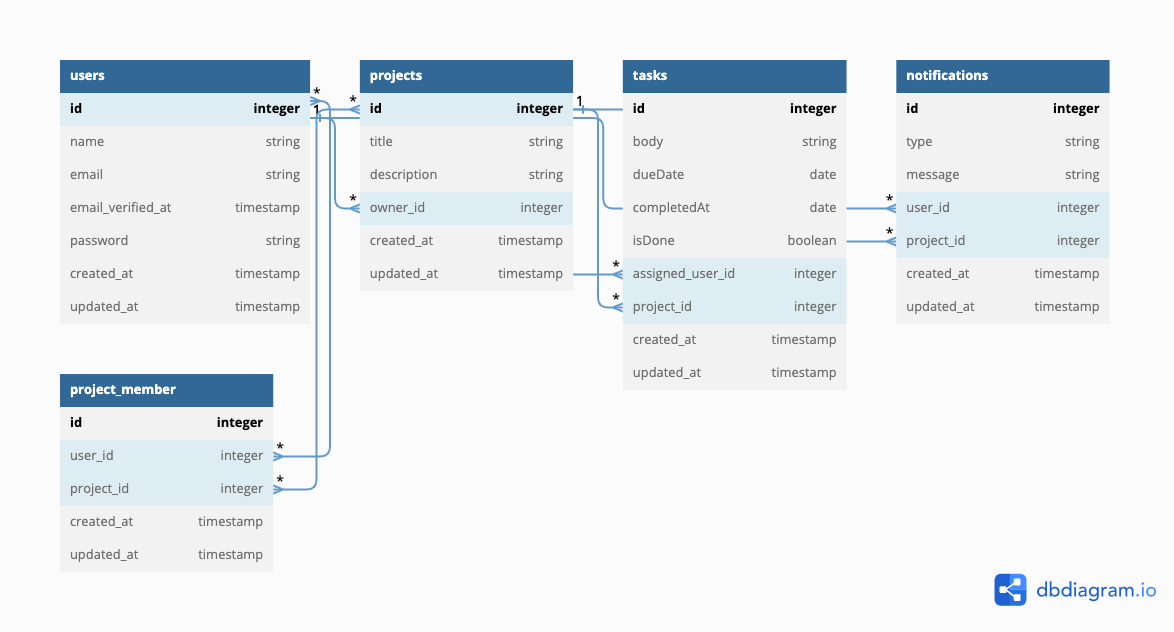 users
id integer
name string
email string
email_verified_at timestamp
password string
created_at timestamp
updated_at timestamp
projects
id integer
title string
description string
owner_id integer
created_at timestamp
updated_at timestamp
tasks
id integer
body string
dueDate date
completedAt date
isDone boolean
assigned_user_id integer
project_id integer
created_at timestamp
updated_at timestamp
notifications
id integer
type string
message string
user_id integer
project_id integer
created_at timestamp
updated_at timestamp
project_member
id integer
user_id integer
project_id integer
created_at timestamp
updated_at timestamp
*
1
*
*
1
*
*
*
*
*
*
dbdiagram.io